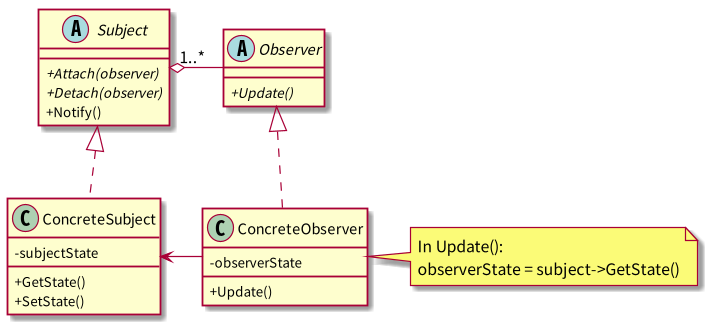 A Subject
+Attach(observer)
+Detach(observer)
+Notify()
1..*
A Observer
+Update()
C ConcreteSubject
-subjectState
+GetState()
+SetState()
C ConcreteObserver
-observerState
+Update()
In Update():
observerState = subject->GetState()